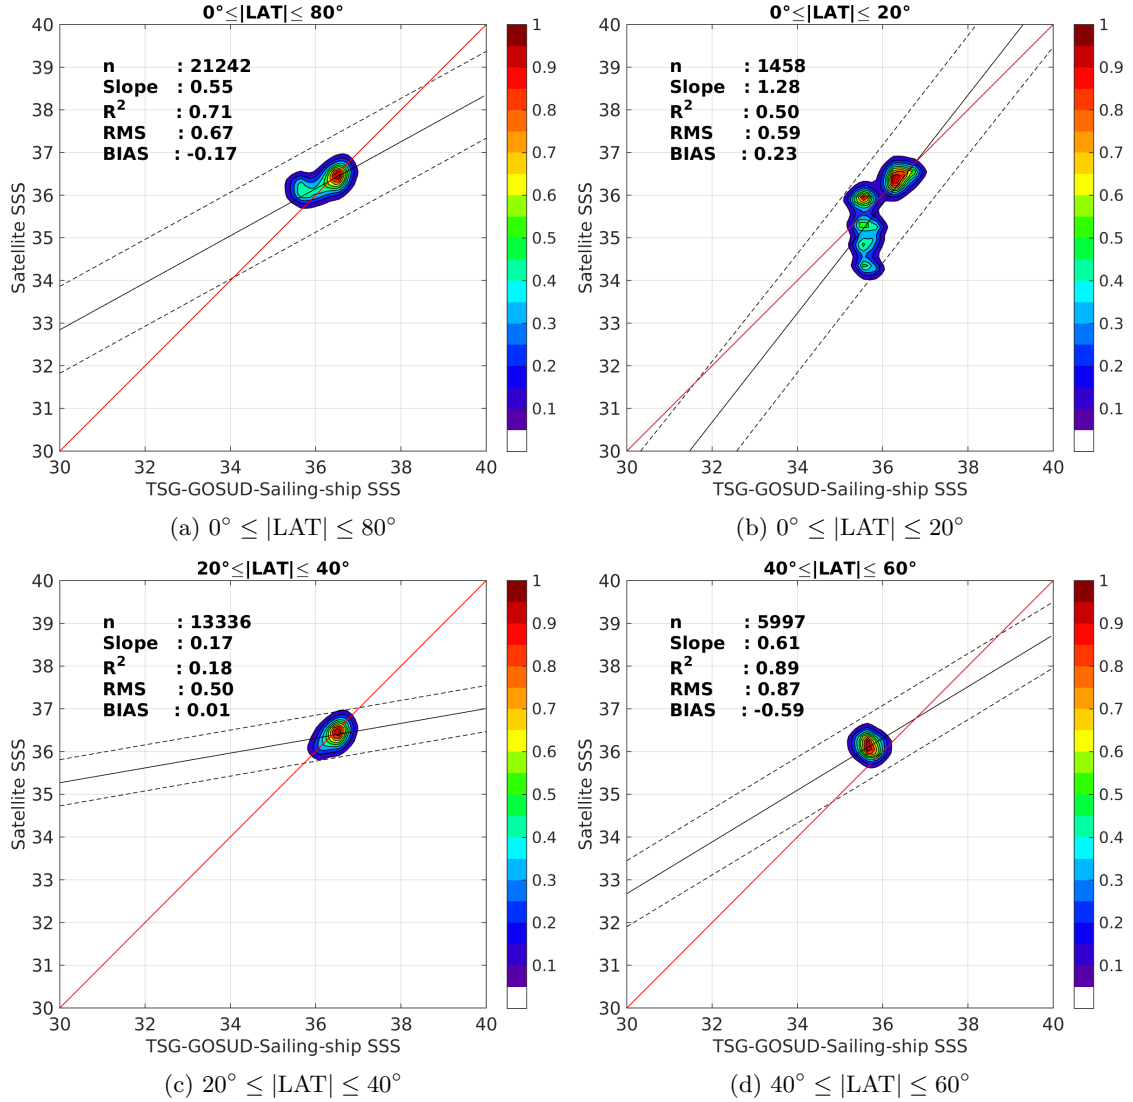 0°≤|LAT|≤ 80°
n : 21242
Slope : 0.55
R² : 0.71
RMS : 0.67
BIAS : -0.17
40
39
38
37
36
35
34
33
32
31
30
Satellite SSS
30 32 34 36 38 40
TSG-GOSUD-Sailing-ship SSS
1
0.9
0.8
0.7
0.6
0.5
0.4
0.3
0.2
0.1
(a) 0° ≤ |LAT| ≤ 80°
0°≤|LAT|≤ 20°
n : 1458
Slope : 1.28
R² : 0.50
RMS : 0.59
BIAS : 0.23
40
39
38
37
36
35
34
33
32
31
30
Satellite SSS
30 32 34 36 38 40
TSG-GOSUD-Sailing-ship SSS
1
0.9
0.8
0.7
0.6
0.5
0.4
0.3
0.2
0.1
(b) 0° ≤ |LAT| ≤ 20°
20°≤|LAT|≤ 40°
n : 13336
Slope : 0.17
R² : 0.18
RMS : 0.50
BIAS : 0.01
40
39
38
37
36
35
34
33
32
31
30
Satellite SSS
30 32 34 36 38 40
TSG-GOSUD-Sailing-ship SSS
1
0.9
0.8
0.7
0.6
0.5
0.4
0.3
0.2
0.1
(c) 20° ≤ |LAT| ≤ 40°
40°≤|LAT|≤ 60°
n : 5997
Slope : 0.61
R² : 0.89
RMS : 0.87
BIAS : -0.59
40
39
38
37
36
35
34
33
32
31
30
Satellite SSS
30 32 34 36 38 40
TSG-GOSUD-Sailing-ship SSS
1
0.9
0.8
0.7
0.6
0.5
0.4
0.3
0.2
0.1
(d) 40° ≤ |LAT| ≤ 60°